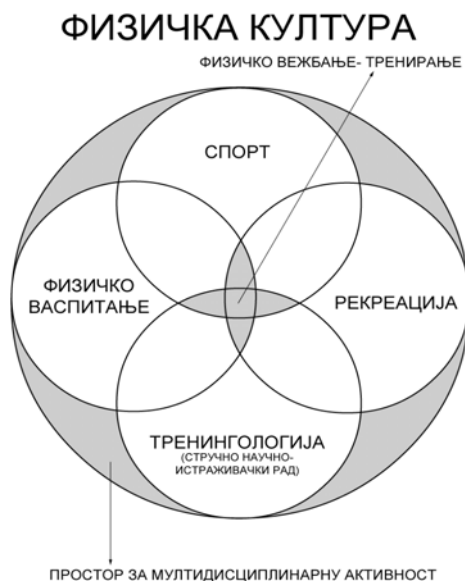 ФИЗИЧКА КУЛТУРА
ФИЗИЧКО ВЕЖБАЊЕ- ТРЕНИРАЊЕ
СПОРТ
ФИЗИЧКО
ВАСПИТАЊЕ
РЕКРЕАЦИЈА
ТРЕНИНГОЛОГИЈА
(СТРУЧНО НАУЧНО-
ИСТРАЖИВАЧКИ РАД)
ПРОСТОР ЗА МУЛТИДИСЦИПЛИНАРНУ АКТИВНОСТ